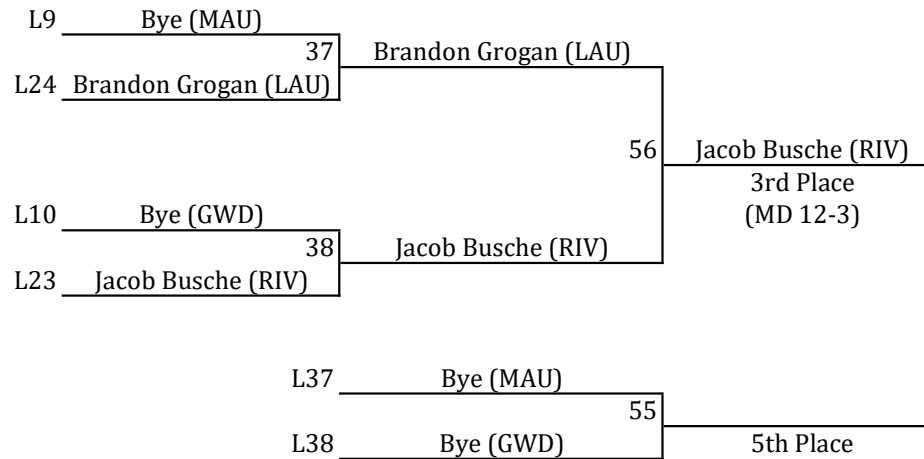 L9 Bye (MAU)
37 Brandon Grogan (LAU)
L24 Brandon Grogan (LAU)
56 Jacob Busche (RIV)
3rd Place
(MD 12-3)
L10 Bye (GWD)
38 Jacob Busche (RIV)
L23 Jacob Busche (RIV)
L37 Bye (MAU)
55
L38 Bye (GWD) 5th Place